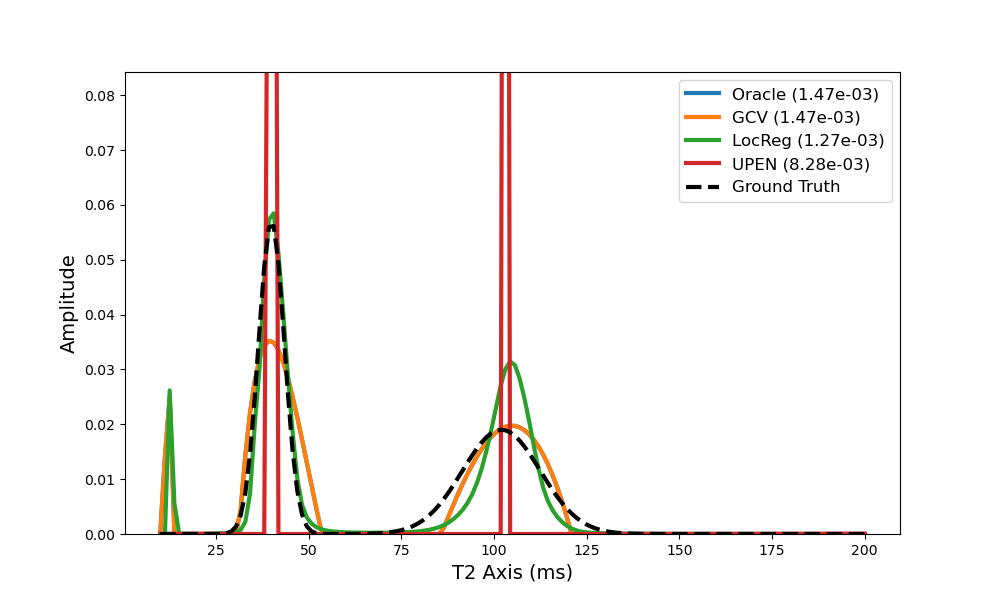 0.08
0.07
0.06
0.05
0.04
0.03
0.02
0.01
0.00
Amplitude
25
50
75
100
125
150
175
200
T2 Axis (ms)
Oracle (1.47e-03)
GCV (1.47e-03)
LocReg (1.27e-03)
UPEN (8.28e-03)
Ground Truth